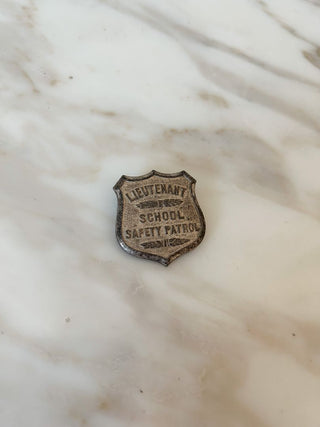 LIEUTENANT
SCHOOL
SAFETY PATROL